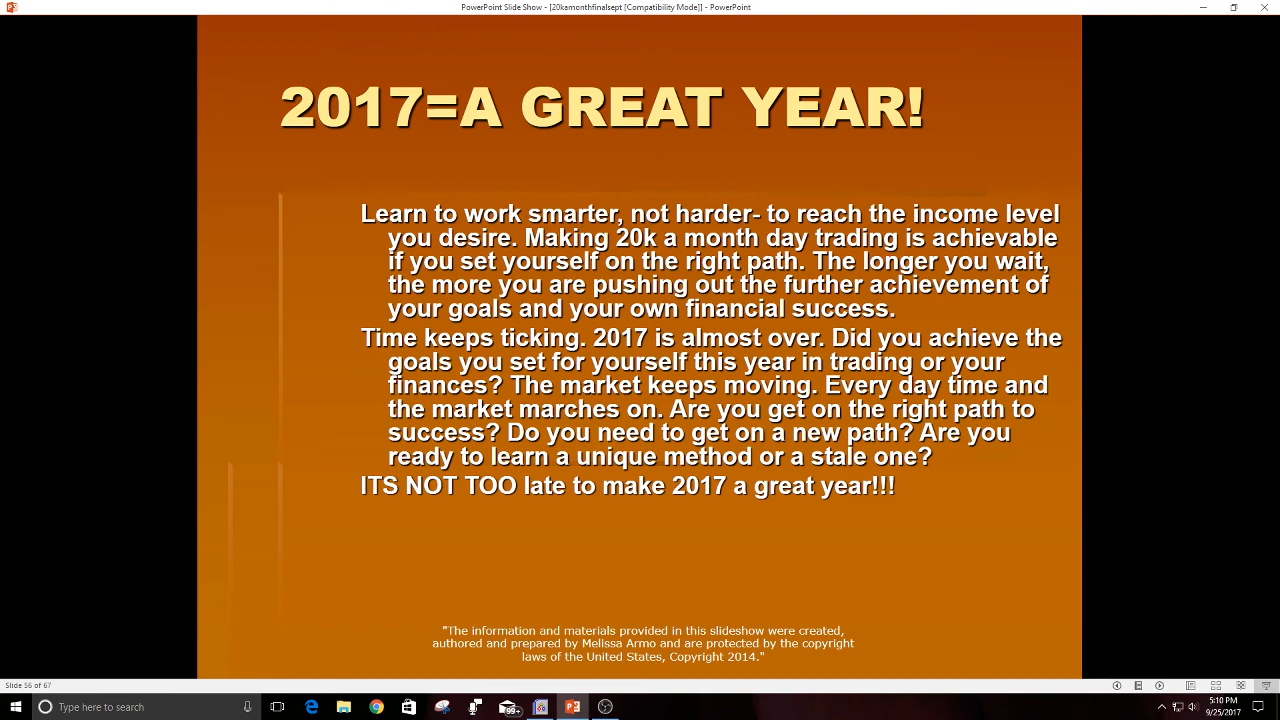 PowerPoint Slide Show - [20kamonthfinalsept [Compatibility Mode]] - PowerPoint
2017=A GREAT YEAR!
Learn to work smarter, not harder- to reach the income level
you desire. Making 20k a month day trading is achievable
if you set yourself on the right path. The longer you wait,
the more you are pushing out the further achievement of
your goals and your own financial success.
Time keeps ticking. 2017 is almost over. Did you achieve the
goals you set for yourself this year in trading or your
finances? The market keeps moving. Every day time and
the market marches on. Are you get on the right path to
success? Do you need to get on a new path? Are you
ready to learn a unique method or a stale one?
ITS NOT TOO late to make 2017 a great year!!!
"The information and materials provided in this slideshow were created,
authored and prepared by Melissa Armo and are protected by the copyright
laws of the United States, Copyright 2014."
Slide 56 of 67
Type here to search
99+
5:10 PM
9/25/2017